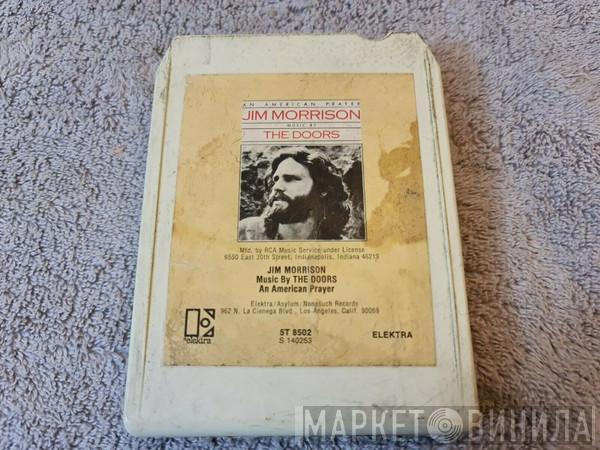 AN AMERICAN PRAYER
JIM MORRISON
MUSIC BY
THE DOORS
Mfd. by RCA Music Service under License
6550 East 30th Street, Indianapolis, Indiana 46219
JIM MORRISON
Music By THE DOORS
An American Prayer
Elektra/Asylum/Nonesuch Records
962 N. La Cienega Blvd., Los Angeles, Calif. 90069
elektra
5T 8502
S 140253
ELEKTRA
МАРКЕТ ВИНИЛА